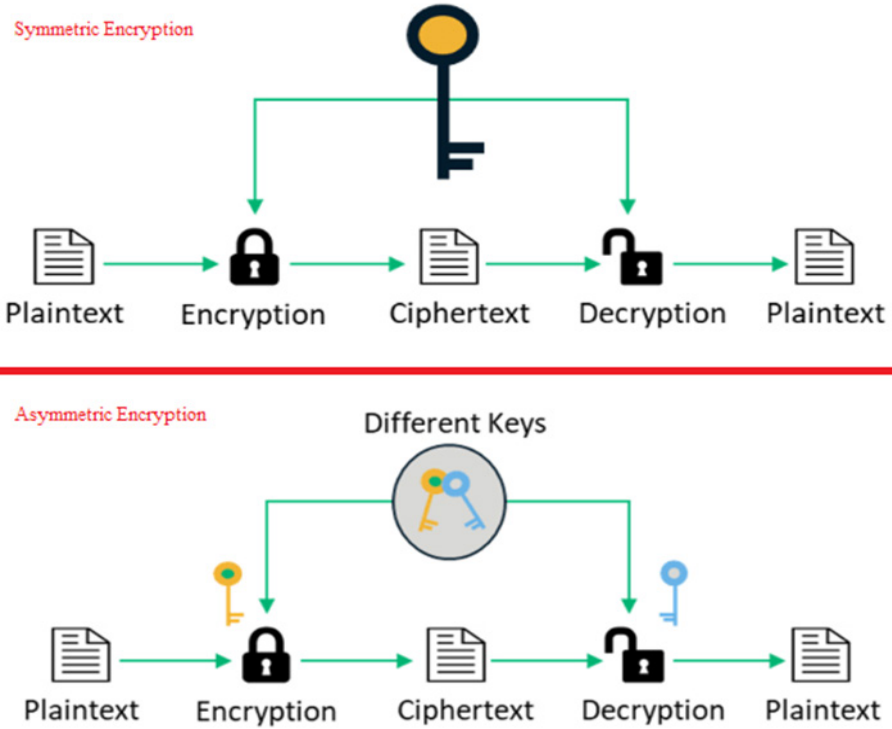 Symmetric Encryption
Plaintext Encryption Ciphertext Decryption Plaintext
Asymmetric Encryption
Different Keys
Plaintext Encryption Ciphertext Decryption Plaintext